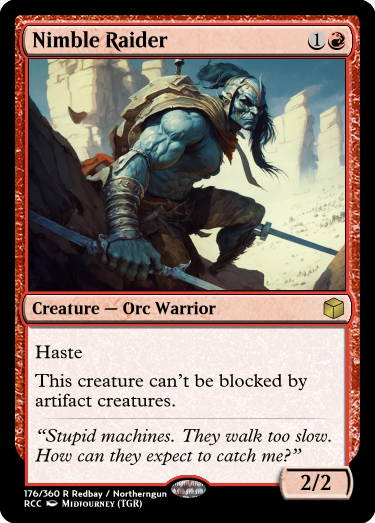 Nimble Raider 1
Creature — Orc Warrior
Haste
This creature can't be blocked by
artifact creatures.
“Stupid machines. They walk too slow.
How can they expect to catch me?”
2/2
176/360 R Redbay / Northerngun
RCC Midjourney (TGR)